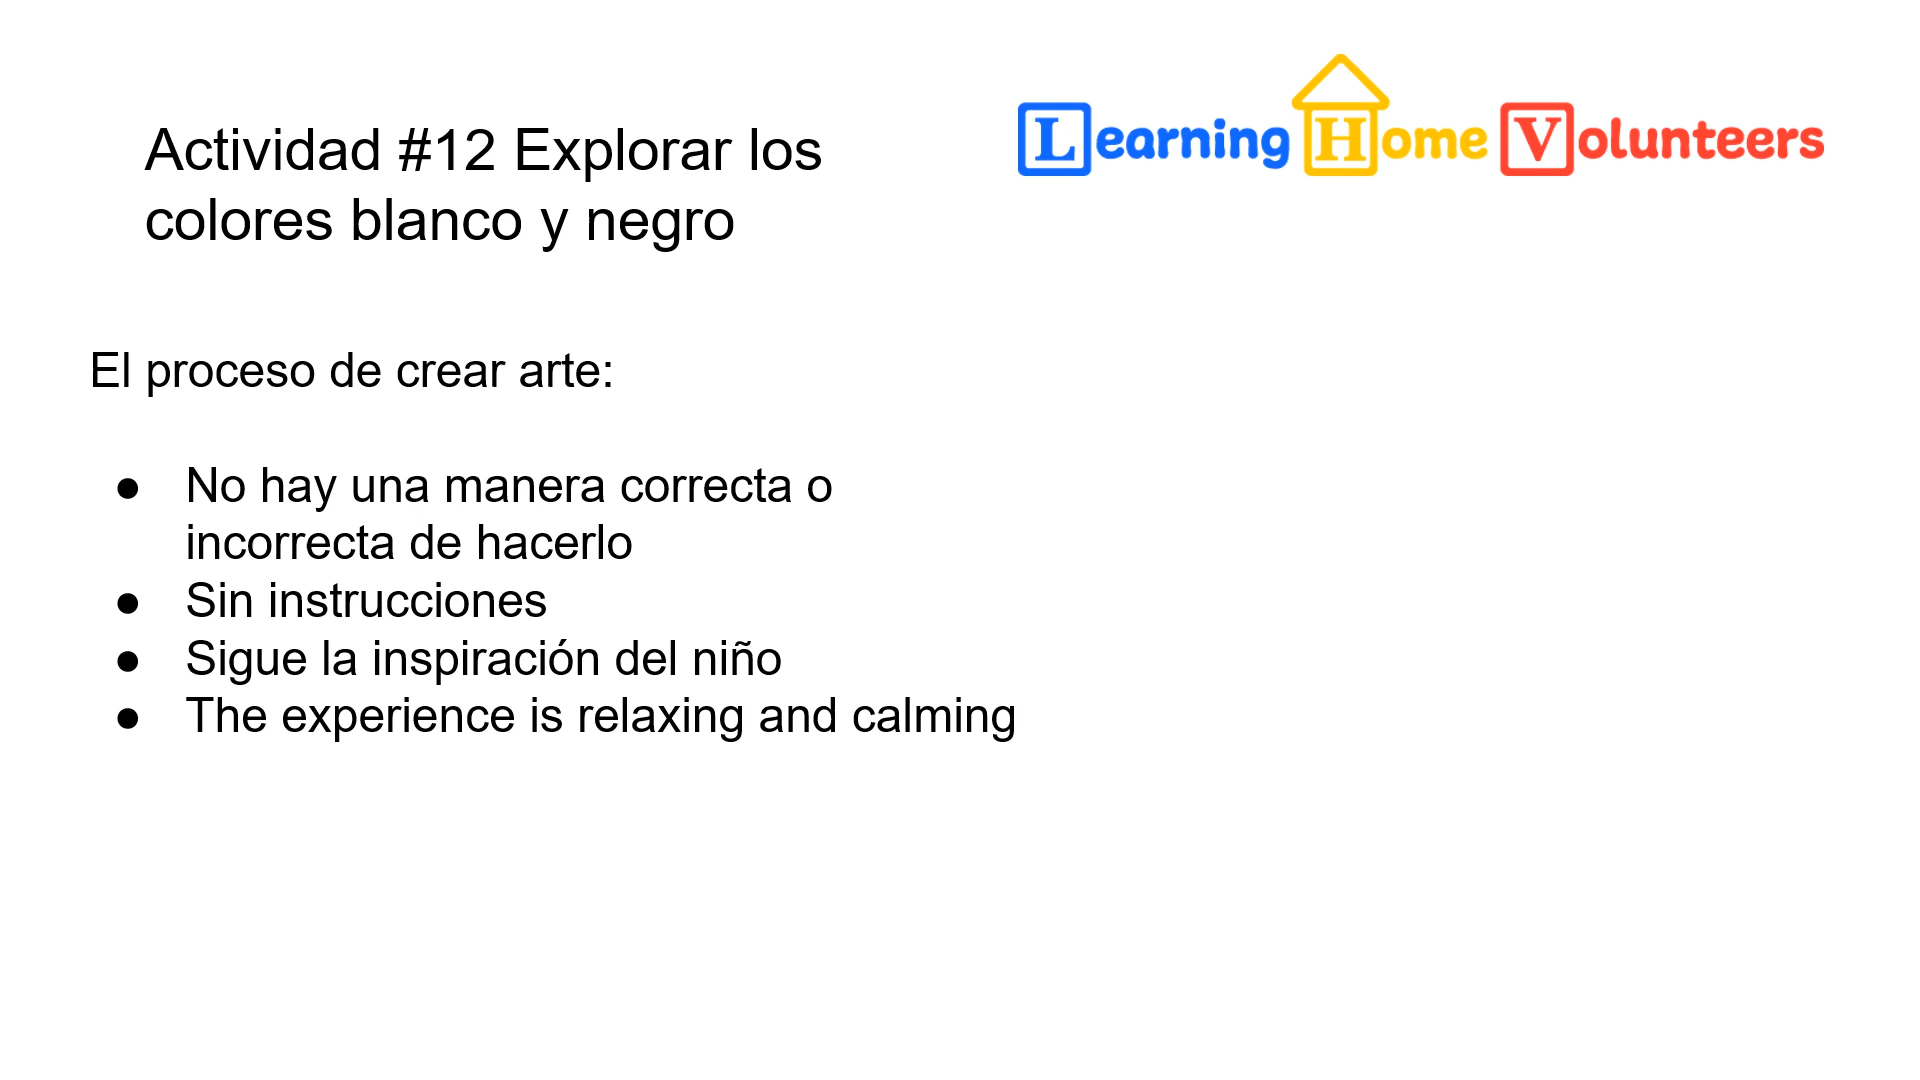 Actividad #12 Explorar los
colores blanco y negro
Learning Home Volunteers
El proceso de crear arte:
● No hay una manera correcta o
incorrecta de hacerlo
● Sin instrucciones
● Sigue la inspiración del niño
● The experience is relaxing and calming